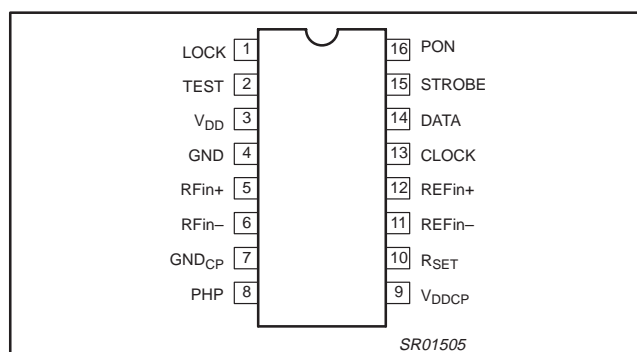 LOCK 1 16 PON
TEST 2 15 STROBE
VDD 3 14 DATA
GND 4 13 CLOCK
RFin+ 5 12 REFin+
RFin– 6 11 REFin–
GNDCP 7 10 RSET
PHP 8 9 VDDCP
SR01505